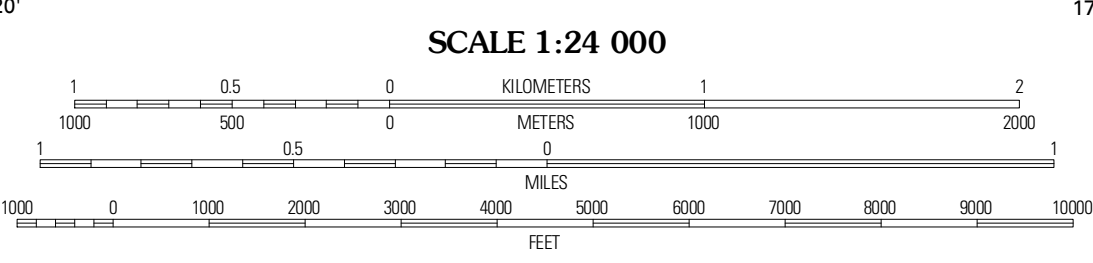 20' 17
SCALE 1:24 000
1 0.5 0 KILOMETERS 1 2
1000 500 0 METERS 1000 2000
1 0.5 0 1
MILES
1000 0 1000 2000 3000 4000 5000 6000 7000 8000 9000 10000
FEET